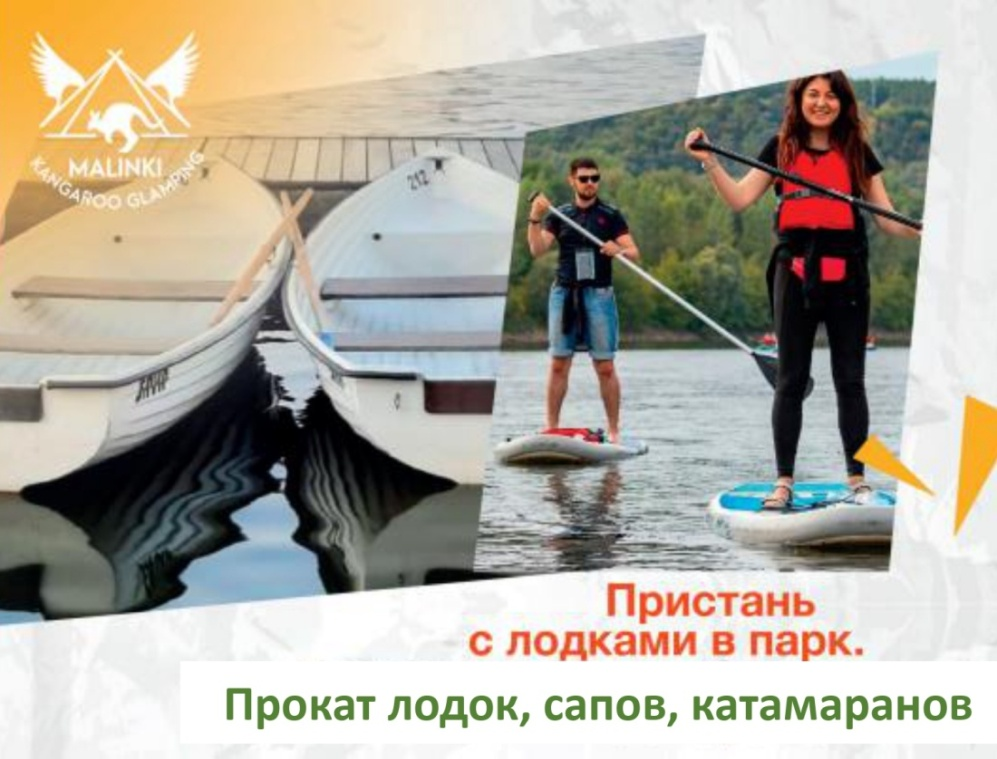 MALINKI
KANGAROO GLAMPING
212
Пристань
с лодками в парк.
Прокат лодок, сапов, катамаранов